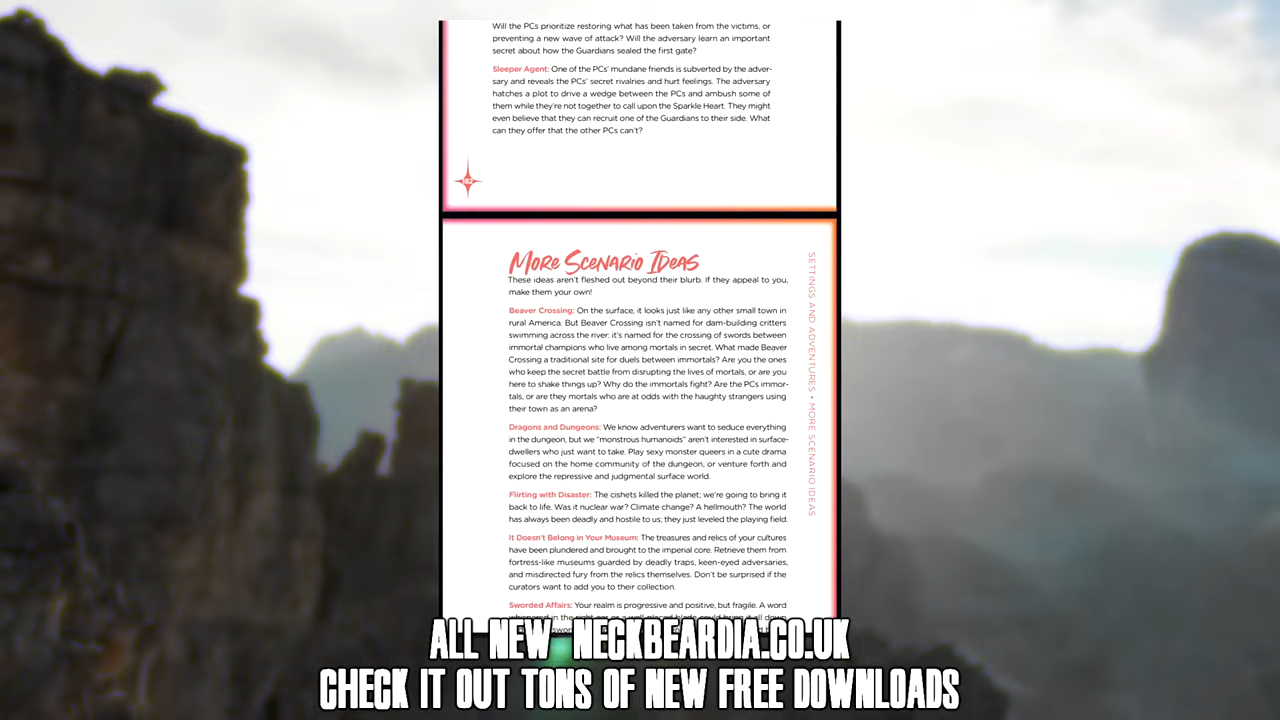 Will the PCs prioritize restoring what has been taken from the victims, or
preventing a new wave of attack? Will the adversary learn an important
secret about how the Guardians sealed the first gate?
Sleeper Agent: One of the PCs' mundane friends is subverted by the adver-
sary and reveals the PCs' secret rivalries and hurt feelings. The adversary
hatches a plot to drive a wedge between the PCs and ambush some of
them while they're not together to call upon the Sparkle Heart. They might
even believe that they can recruit one of the Guardians to their side. What
can they offer that the other PCs can't?
More Scenario Ideas
These ideas aren't fleshed out beyond their blurb. If they appeal to you,
make them your own!
Beaver Crossing: On the surface, it looks just like any other small town in
rural America. But Beaver Crossing isn't named for dam-building critters
swimming across the river: it's named for the crossing of swords between
immortal champions who live among mortals in secret. What made Beaver
Crossing a traditional site for duels between immortals? Are you the ones
who keep the secret battle from disrupting the lives of mortals, or are you
here to shake things up? Why do the immortals fight? Are the PCs immor-
tals, or are they mortals who are at odds with the haughty strangers using
their town as an arena?
Dragons and Dungeons: We know adventurers want to seduce everything
in the dungeon, but we "monstrous humanoids" aren't interested in surface-
dwellers who just want to take. Play sexy monster queers in a cute drama
focused on the home community of the dungeon, or venture forth and
explore the repressive and judgmental surface world.
Flirting with Disaster: The cishets killed the planet; we're going to bring it
back to life. Was it nuclear war? Climate change? A hellmouth? The world
has always been deadly and hostile to us; they just leveled the playing field.
It Doesn't Belong in Your Museum: The treasures and relics of your cultures
have been plundered and brought to the imperial core. Retrieve them from
fortress-like museums guarded by deadly traps, keen-eyed adversaries,
and misdirected fury from the relics themselves. Don't be surprised if the
curators want to add you to their collection.
Sworded Affairs: Your realm is progressive and positive, but fragile. A word
SETTINGS AND ADVENTURES • MORE SCENARIO IDEAS
ALL NEW NECKBEARDIA.CO.UK
CHECK IT OUT TONS OF NEW FREE DOWNLOADS